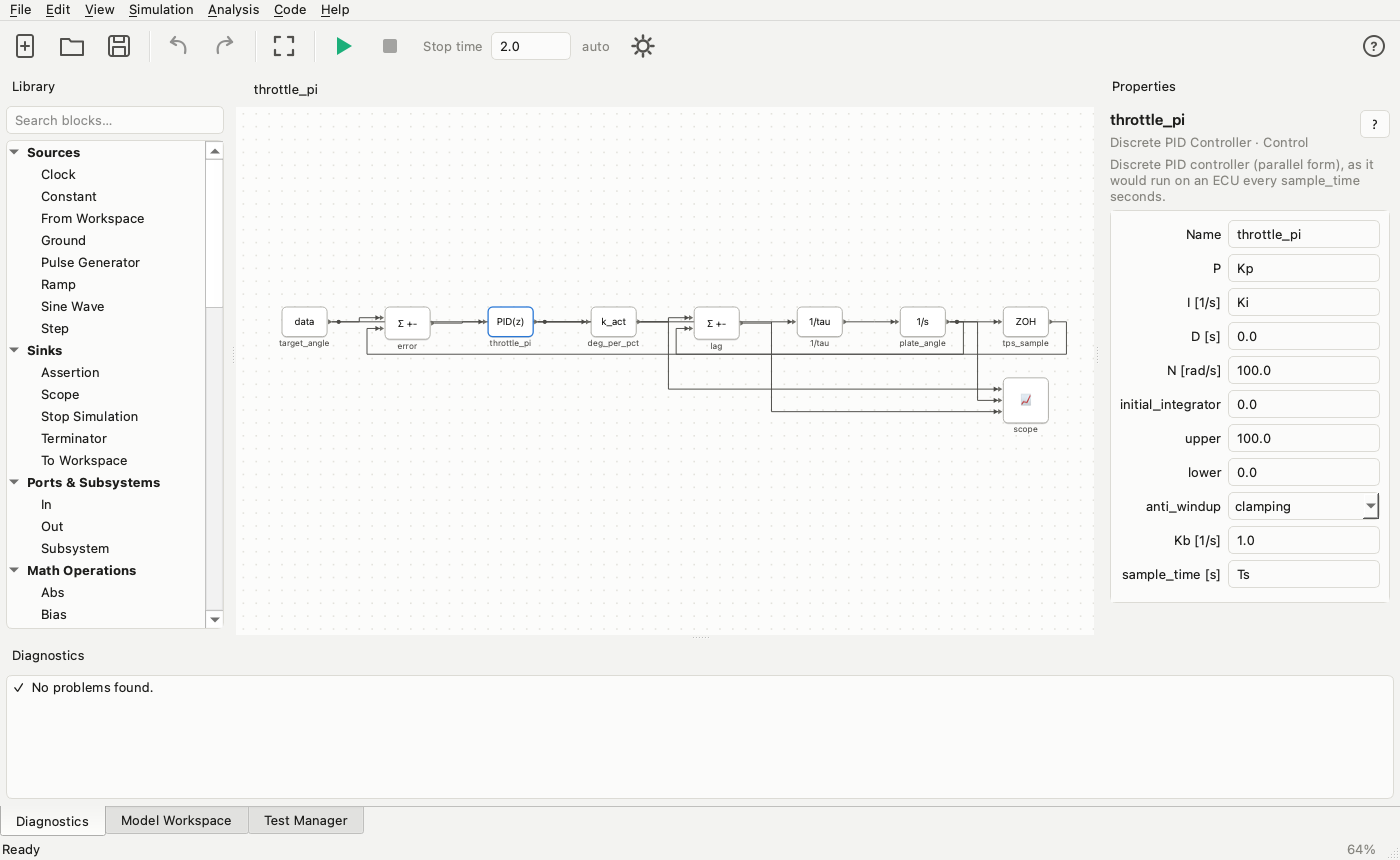 File Edit View Simulation Analysis Code Help
Stop time 2.0 auto
Library
Search blocks...
Sources
Clock
Constant
From Workspace
Ground
Pulse Generator
Ramp
Sine Wave
Step
Sinks
Assertion
Scope
Stop Simulation
Terminator
To Workspace
Ports & Subsystems
In
Out
Subsystem
Math Operations
Abs
Bias
throttle_pi
data
target_angle
Σ +-
error
PID(z)
throttle_pi
k_act
deg_per_pct
Σ +-
lag
1/tau
1/tau
1/s
plate_angle
ZOH
tps_sample
scope
Properties
throttle_pi
?
Discrete PID Controller · Control
Discrete PID controller (parallel form), as it
would run on an ECU every sample_time
seconds.
Name throttle_pi
P Kp
I [1/s] Ki
D [s] 0.0
N [rad/s] 100.0
initial_integrator 0.0
upper 100.0
lower 0.0
anti_windup clamping
Kb [1/s] 1.0
sample_time [s] Ts
Diagnostics
✓ No problems found.
Diagnostics Model Workspace Test Manager
Ready 64%